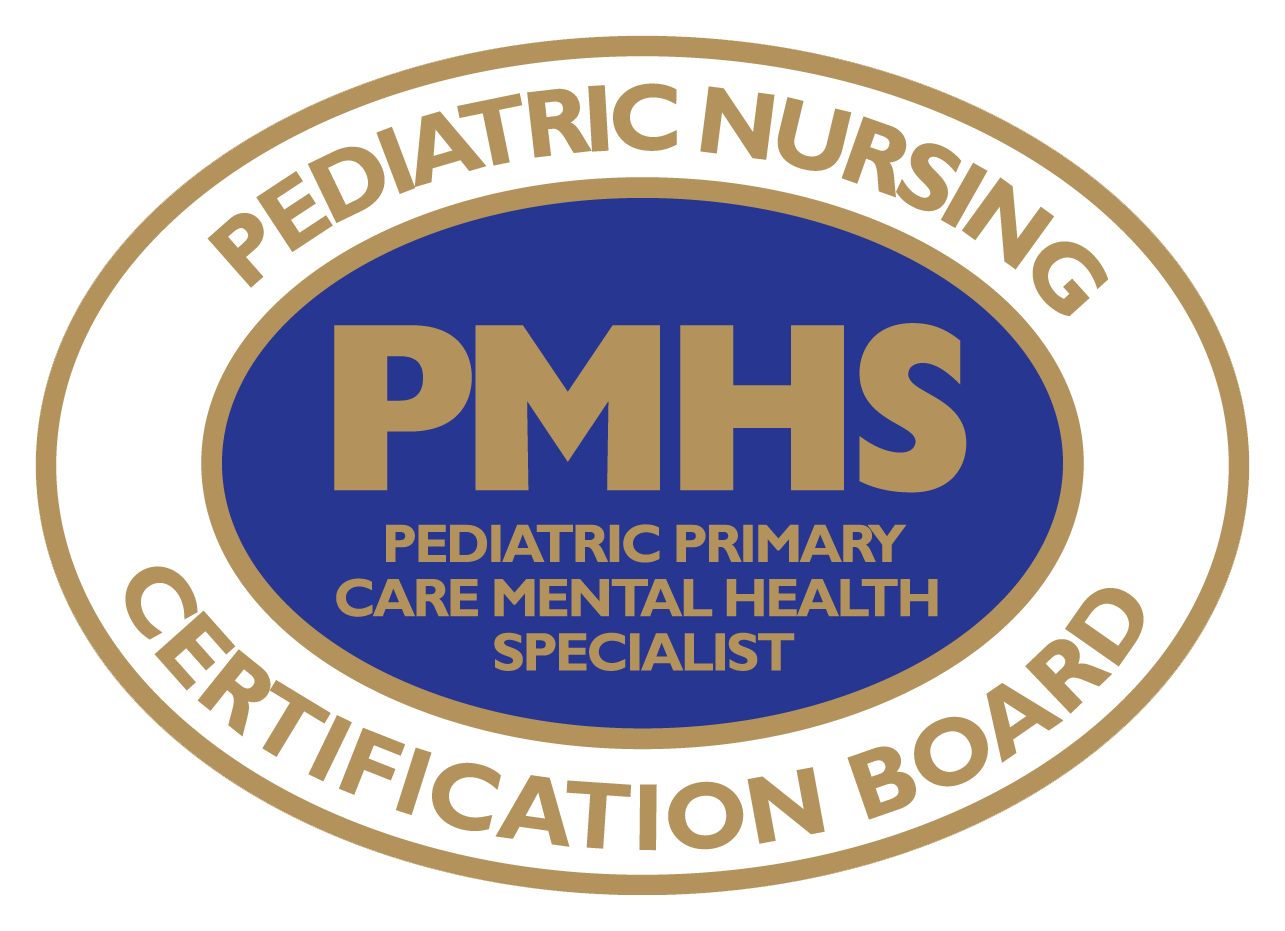 PEDIATRIC NURSING
PMHS
PEDIATRIC PRIMARY
CARE MENTAL HEALTH
SPECIALIST
CERTIFICATION BOARD